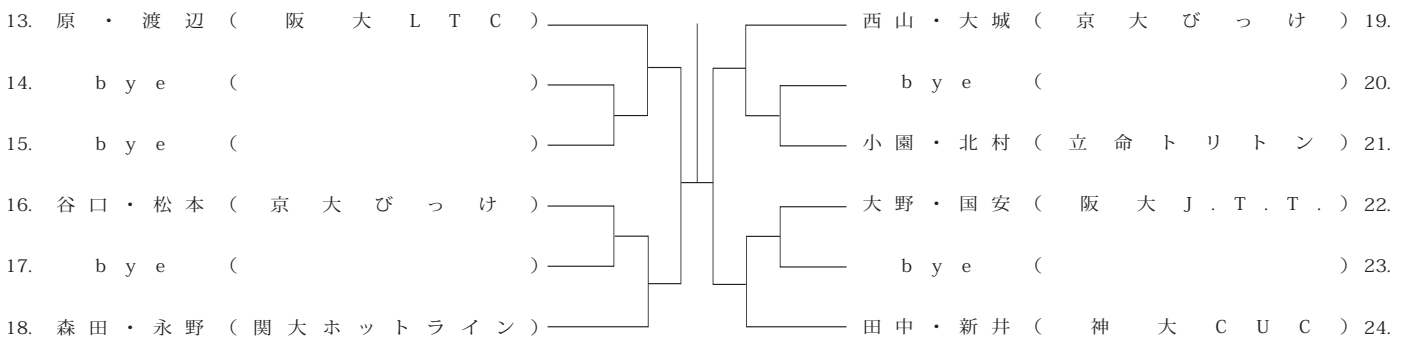 13. 原・渡辺（阪大LTC）
14. bye（　）
15. bye（　）
16. 谷口・松本（京大びっけ）
17. bye（　）
18. 森田・永野（関大ホットライン）
西山・大城（京大びっけ）19.
bye（　）20.
小園・北村（立命トリトン）21.
大野・国安（阪大J.T.T.）22.
bye（　）23.
田中・新井（神大CUC）24.